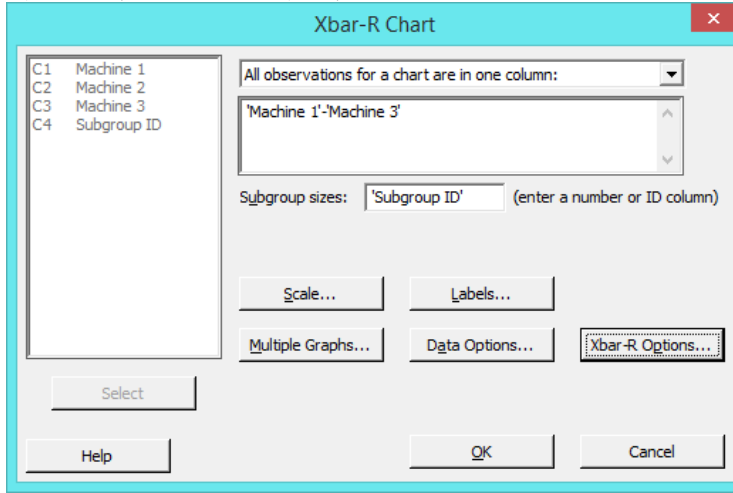 Xbar-R Chart
×
C1 Machine 1
C2 Machine 2
C3 Machine 3
C4 Subgroup ID
All observations for a chart are in one column:
'Machine 1'-'Machine 3'
Subgroup sizes: 'Subgroup ID' (enter a number or ID column)
Scale... Labels...
Multiple Graphs... Data Options... Xbar-R Options...
Select
Help OK Cancel